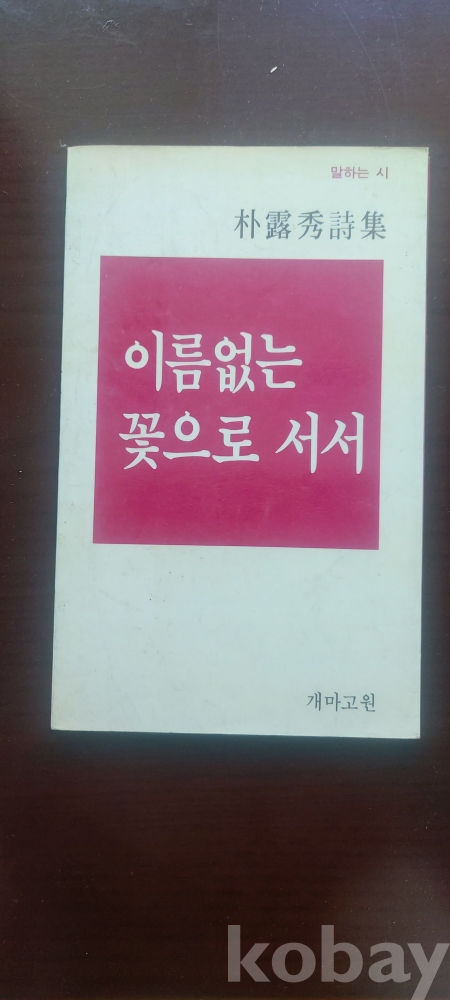 말하는 시
朴露秀詩集
이름없는
꽃으로 서서
개마고원
kobay